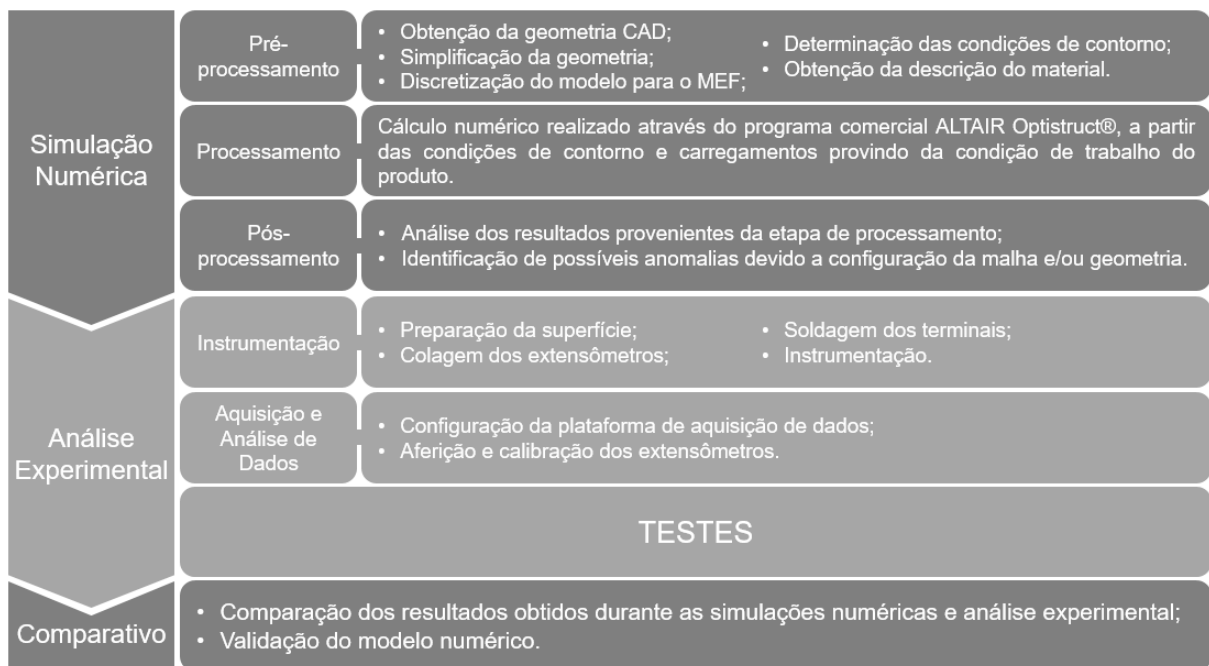 Simulação
Numérica
Pré-
processamento
• Obtenção da geometria CAD;
• Simplificação da geometria;
• Discretização do modelo para o MEF;
• Determinação das condições de contorno;
• Obtenção da descrição do material.
Processamento
Cálculo numérico realizado através do programa comercial ALTAIR Optistruct®, a partir
das condições de contorno e carregamentos provindo da condição de trabalho do
produto.
Pós-
processamento
• Análise dos resultados provenientes da etapa de processamento;
• Identificação de possíveis anomalias devido a configuração da malha e/ou geometria.
Análise
Experimental
Instrumentação
• Preparação da superfície;
• Colagem dos extensômetros;
• Soldagem dos terminais;
• Instrumentação.
Aquisição e
Análise de
Dados
• Configuração da plataforma de aquisição de dados;
• Aferição e calibração dos extensômetros.
TESTES
Comparativo
• Comparação dos resultados obtidos durante as simulações numéricas e análise experimental;
• Validação do modelo numérico.